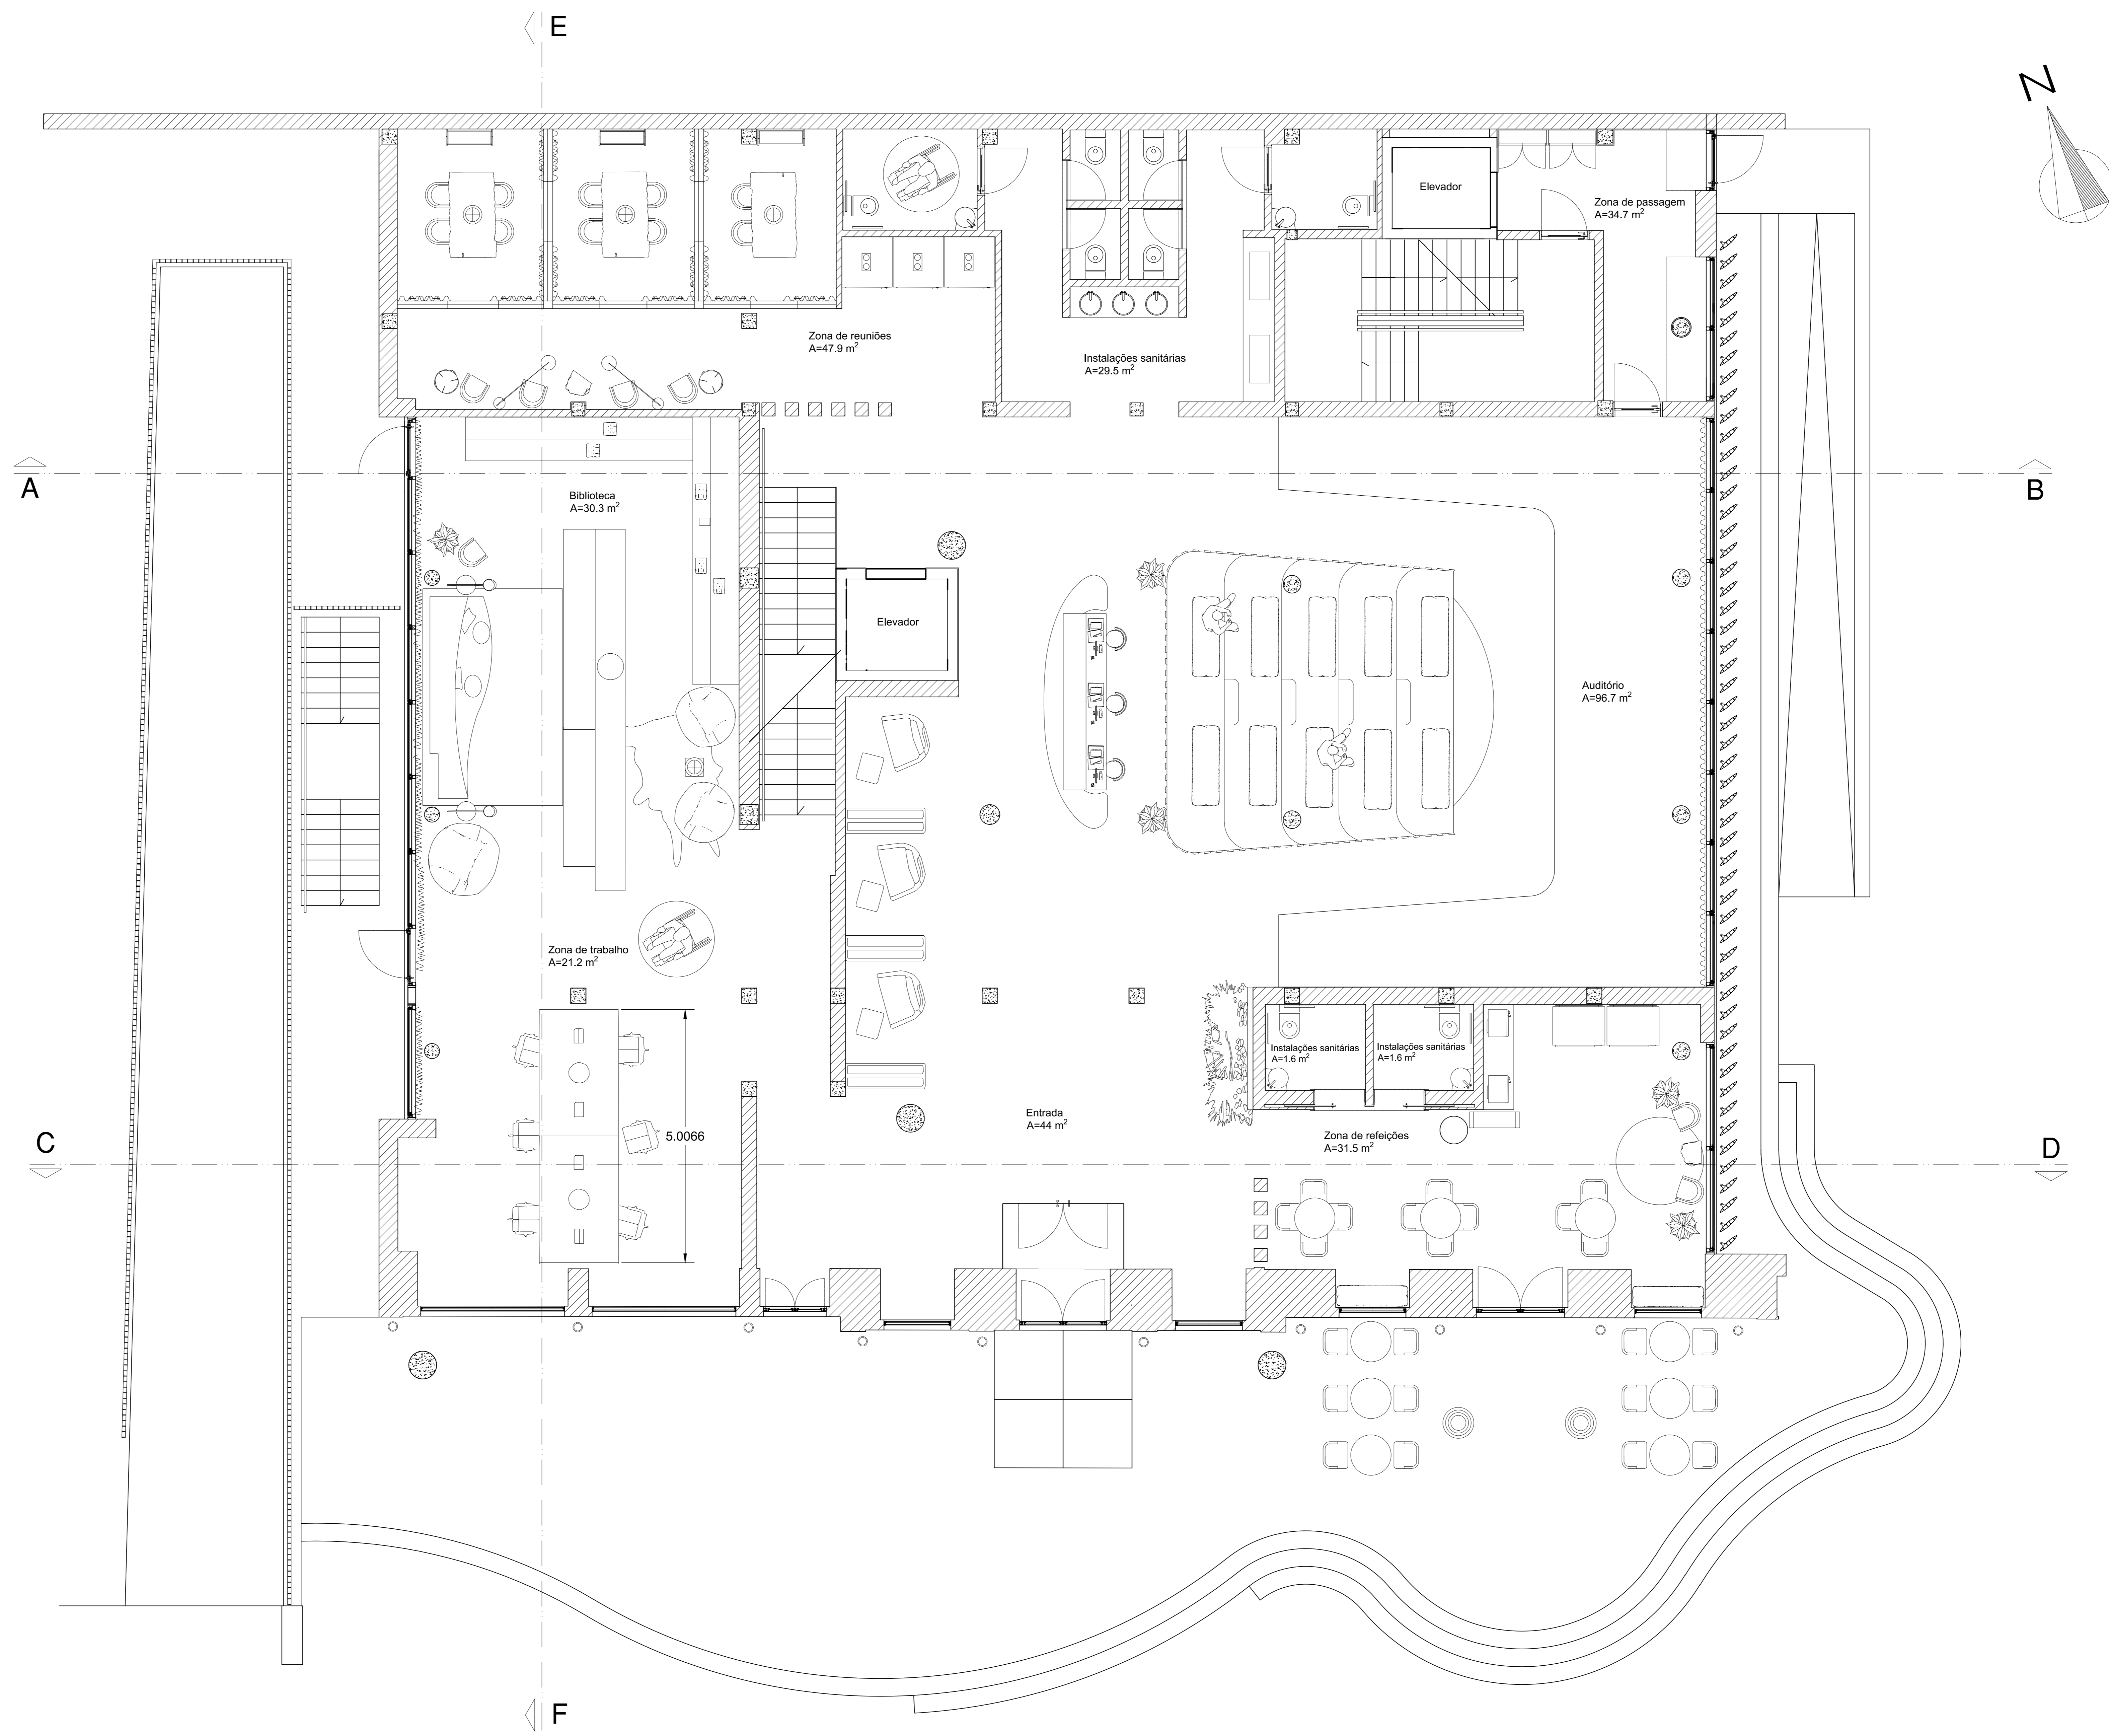 E
N
Elevador
Zona de passagem
A=34.7 m²
Zona de reuniões
A=47.9 m²
Instalações sanitárias
A=29.5 m²
A
B
Biblioteca
A=30.3 m²
Elevador
Auditório
A=96.7 m²
Zona de trabalho
A=21.2 m²
Instalações sanitárias
A=1.6 m²
Instalações sanitárias
A=1.6 m²
Entrada
A=44 m²
5.0066
Zona de refeições
A=31.5 m²
C
D
F